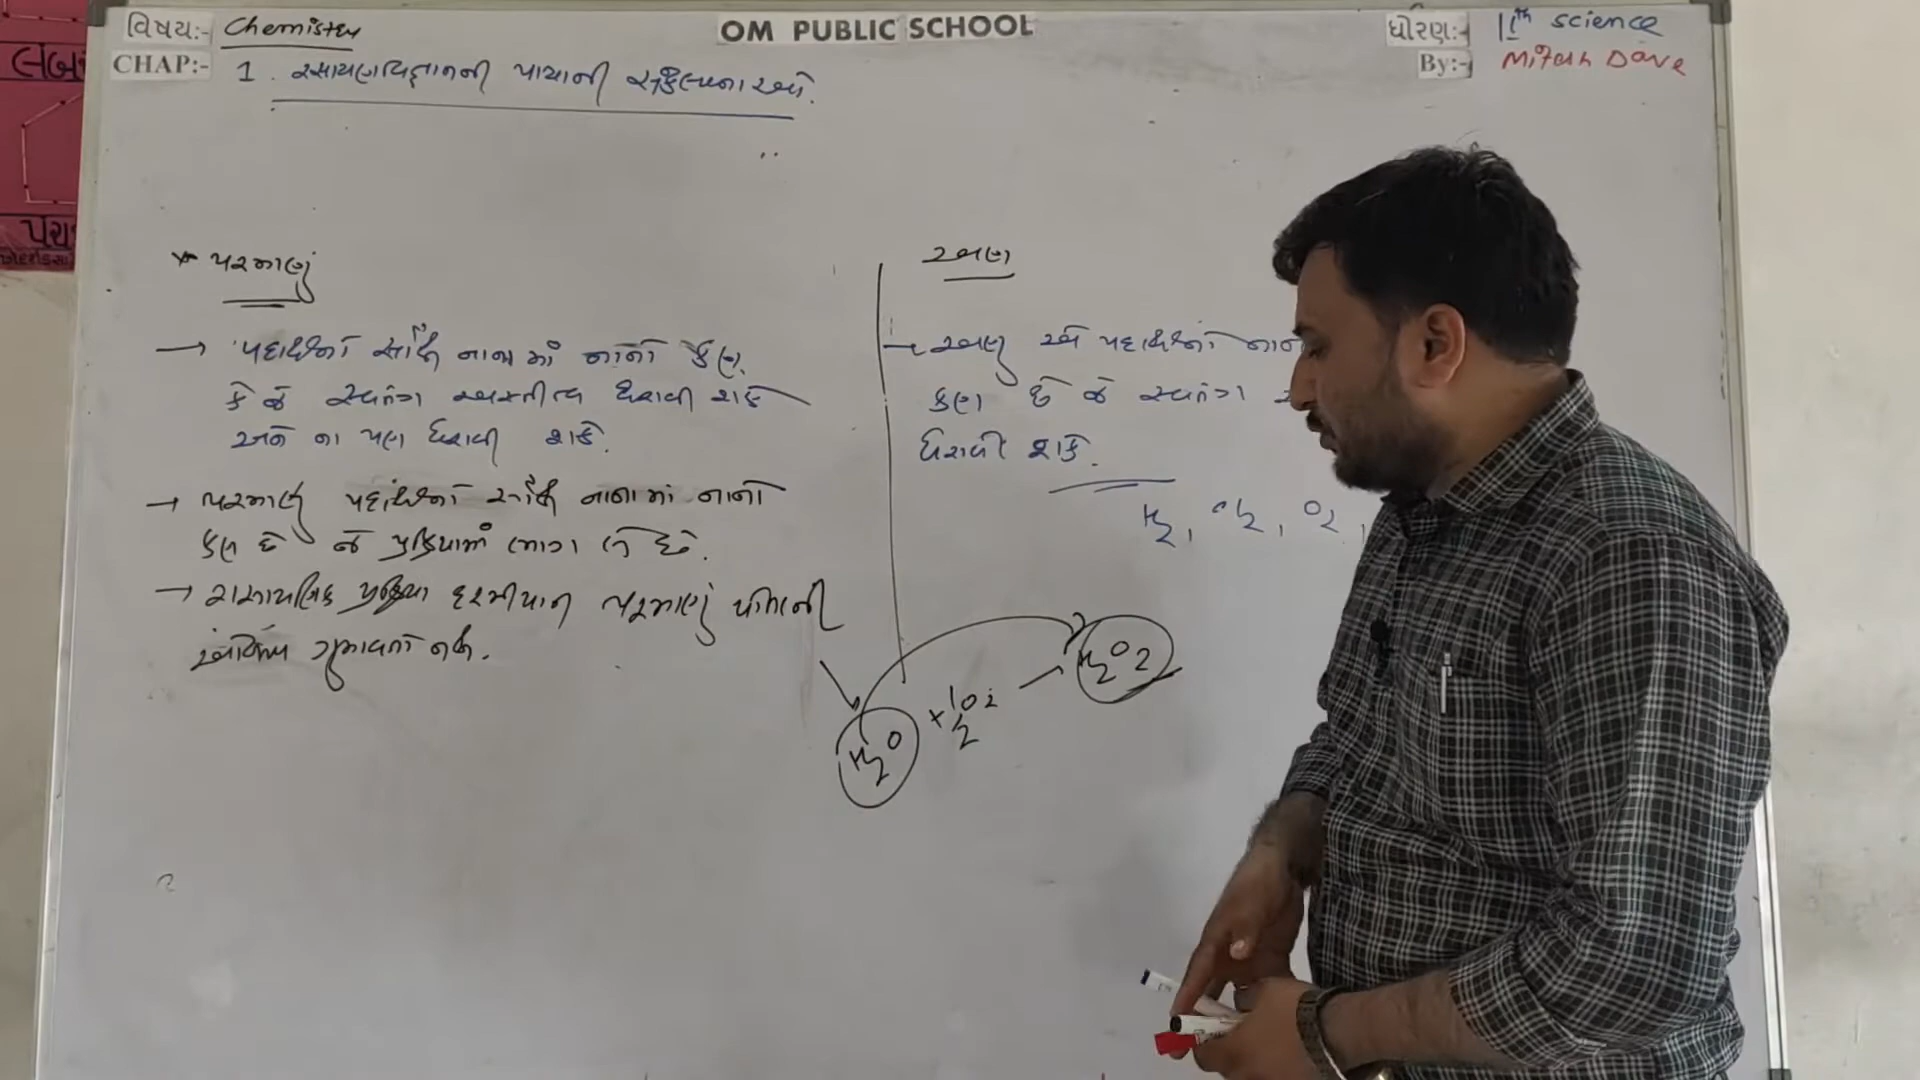 વિષય:- Chemistry
OM PUBLIC SCHOOL
ધોરણ:- 11th science
CHAP:- 1. રસાયણવિજ્ઞાનની પાયાની સંકલ્પનાઓ.
By:- Mitesh Dave
લંબ
* પરમાણું
→ પદાર્થનો સૌથી નાનામાં નાનો કણ
કે જે સ્વતંત્ર અસ્તીત્વ ધરાવી શકે
અને ના પણ ધરાવી શકે.
→ પરમાણું પદાર્થનો સૌથી નાનામાં નાનો
કણ છે જે પ્રક્રિયામાં ભાગ લે છે.
→ રાસાયણિક પ્રક્રિયા દરમીયાન પરમાણું પોતાની
ગુમાવતો નથી.
અણુ
→ અણુ એ પદાર્થનો નાનો
કણ છે જે સ્વતંત્ર
ધરાવી શકે.
H2, Cl2, O2,
H2O + 1/2 O2 → H2O2